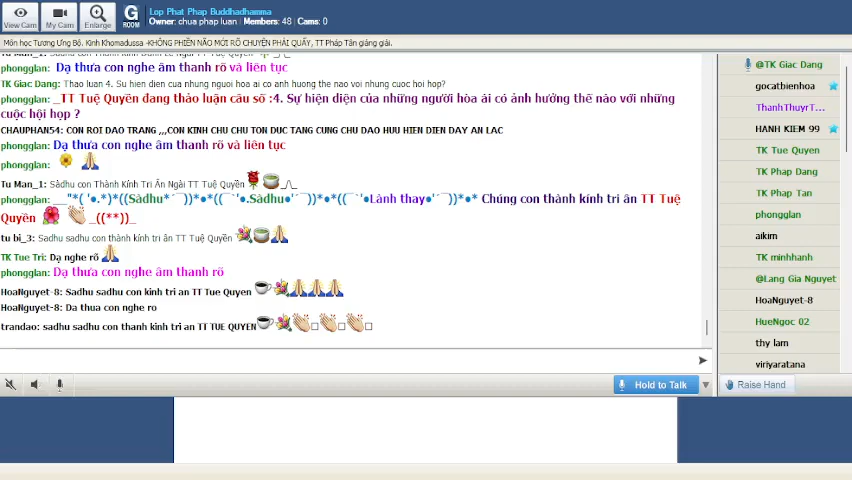 Lop Phat Phap Buddhadhamma
Owner: chua phap luan | Members: 48 | Cams: 0
View Cam
My Cam
Enlarge
G
ROOM
Môn học Tương Ưng Bộ. Kinh Khomadussa -KHÔNG PHIỀN NÃO MỚI RÕ CHUYỆN PHẢI QUẤY, TT Pháp Tân giảng giải.
phongglan: Dạ thưa con nghe âm thanh rõ và liên tục
TK Giac Dang: Thao luan 4. Su hien dien cua nhung nguoi hoa ai co anh huong the nao voi nhung cuoc hoi hop?
phongglan: _TT Tuệ Quyền đang thảo luận câu số :4. Sự hiện diện của những người hòa ái có ảnh hưởng thế nào với những
cuộc hội họp ?
CHAUPHAN54: CON ROI DAO TRANG ,,,CON KINH CHU CHU TON DUC TANG CUNG CHU DAO HUU HIEN DIEN DAY AN LAC
phongglan: Dạ thưa con nghe âm thanh rõ và liên tục
phongglan:
Tu Man_1: Sàdhu con Thành Kính Tri Ân Ngài TT Tuệ Quyền _/\_
phongglan: __"*( '●.*)*((Sàdhu*´¯))*●*((¯`●'●.Sàdhu●'´¯))*●*((¯`●Lành thay●'´¯))*●* Chúng con thành kính tri ân TT Tuệ
Quyền _((**))_
tu bi_3: Sadhu sadhu con thành kính tri ân TT Tuệ Quyền
TK Tue Tri: Dạ nghe rõ
phongglan: Dạ thưa con nghe âm thanh rõ
HoaNguyet-8: Sadhu sadhu con kinh tri an TT Tue Quyen
HoaNguyet-8: Da thua con nghe ro
trandao: sadhu sadhu con thanh kinh tri an TT TUE QUYEN
Hold to Talk
@TK Giac Dang
gocatbienhoa
ThanhThuyrT...
HANH KIEM 99
TK Tue Quyen
TK Phap Dang
TK Phap Tan
phongglan
aikim
TK minhhanh
@Lang Gia Nguyet
HoaNguyet-8
HueNgoc 02
thy lam
viriyaratana
Raise Hand